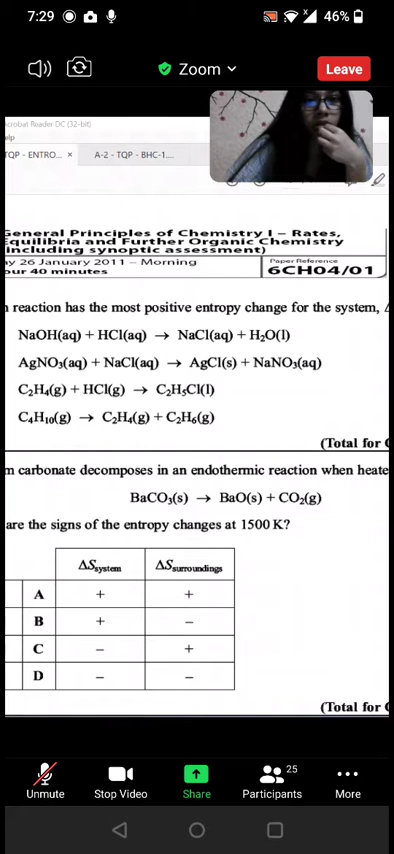 7:29
46%
Zoom
Leave
crobat Reader DC (32-bit)
elp
TQP - ENTRO... ×
A-2 - TQP - BHC-1....
General Principles of Chemistry I – Rates,
Equilibria and Further Organic Chemistry
including synoptic assessment)
ay 26 January 2011 – Morning
our 40 minutes
Paper Reference
6CH04/01
reaction has the most positive entropy change for the system,
NaOH(aq) + HCl(aq) → NaCl(aq) + H₂O(l)
AgNO₃(aq) + NaCl(aq) → AgCl(s) + NaNO₃(aq)
C₂H₄(g) + HCl(g) → C₂H₅Cl(l)
C₄H₁₀(g) → C₂H₄(g) + C₂H₆(g)
(Total for
m carbonate decomposes in an endothermic reaction when heate
BaCO₃(s) → BaO(s) + CO₂(g)
are the signs of the entropy changes at 1500 K?
ΔSsystem ΔSsurroundings
A + +
B + –
C – +
D – –
(Total for
Unmute
Stop Video
Share
Participants
25
More